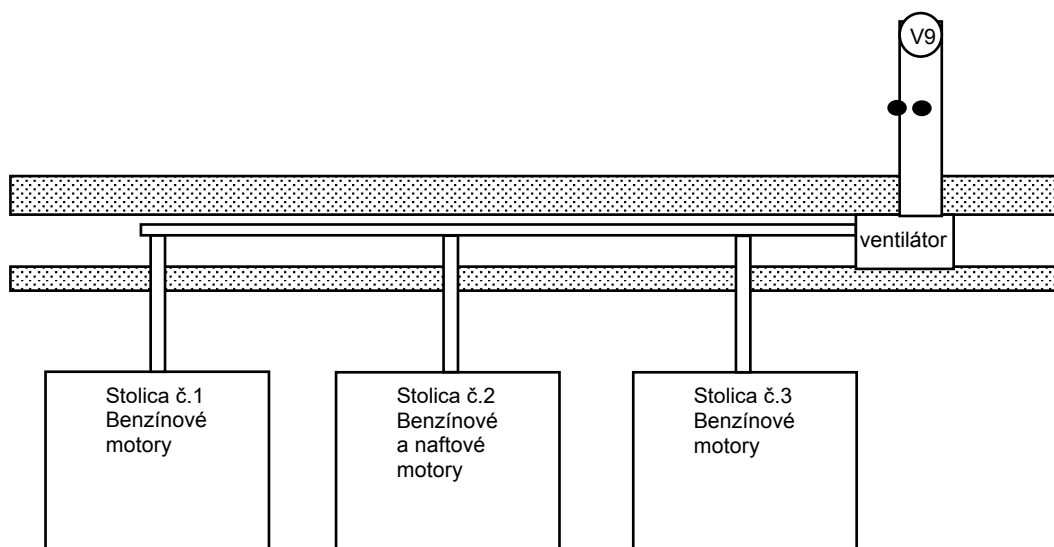 V9
ventilátor
Stolica č.1
Benzínové
motory
Stolica č.2
Benzínové
a naftové
motory
Stolica č.3
Benzínové
motory